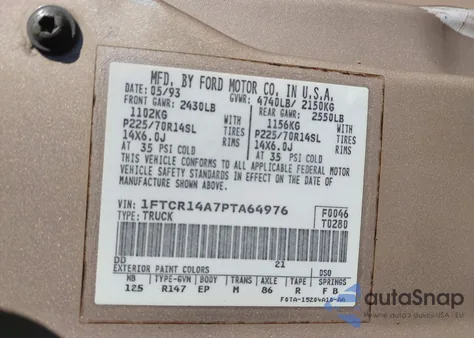 MFD. BY FORD MOTOR CO. IN U.S.A.
DATE: 05/93 GVWR: 4740LB/ 2150KG
FRONT GAWR: 2430LB REAR GAWR: 2550LB
1102KG WITH 1156KG WITH
P225/70R14SL TIRES P225/70R14SL TIRES
14X6.0J RIMS 14X6.0J RIMS
AT 35 PSI COLD AT 35 PSI COLD
THIS VEHICLE CONFORMS TO ALL APPLICABLE FEDERAL MOTOR
VEHICLE SAFETY STANDARDS IN EFFECT ON THE DATE OF
MANUFACTURE SHOWN ABOVE.
VIN: 1FTCR14A7PTA64976 F0046
TYPE: TRUCK T0280
DD 21
EXTERIOR PAINT COLORS DSO
WB TYPE-GVM BODY TRANS AXLE TAPE SPRINGS
125 R147 EP M 86 R FB
autoSnap